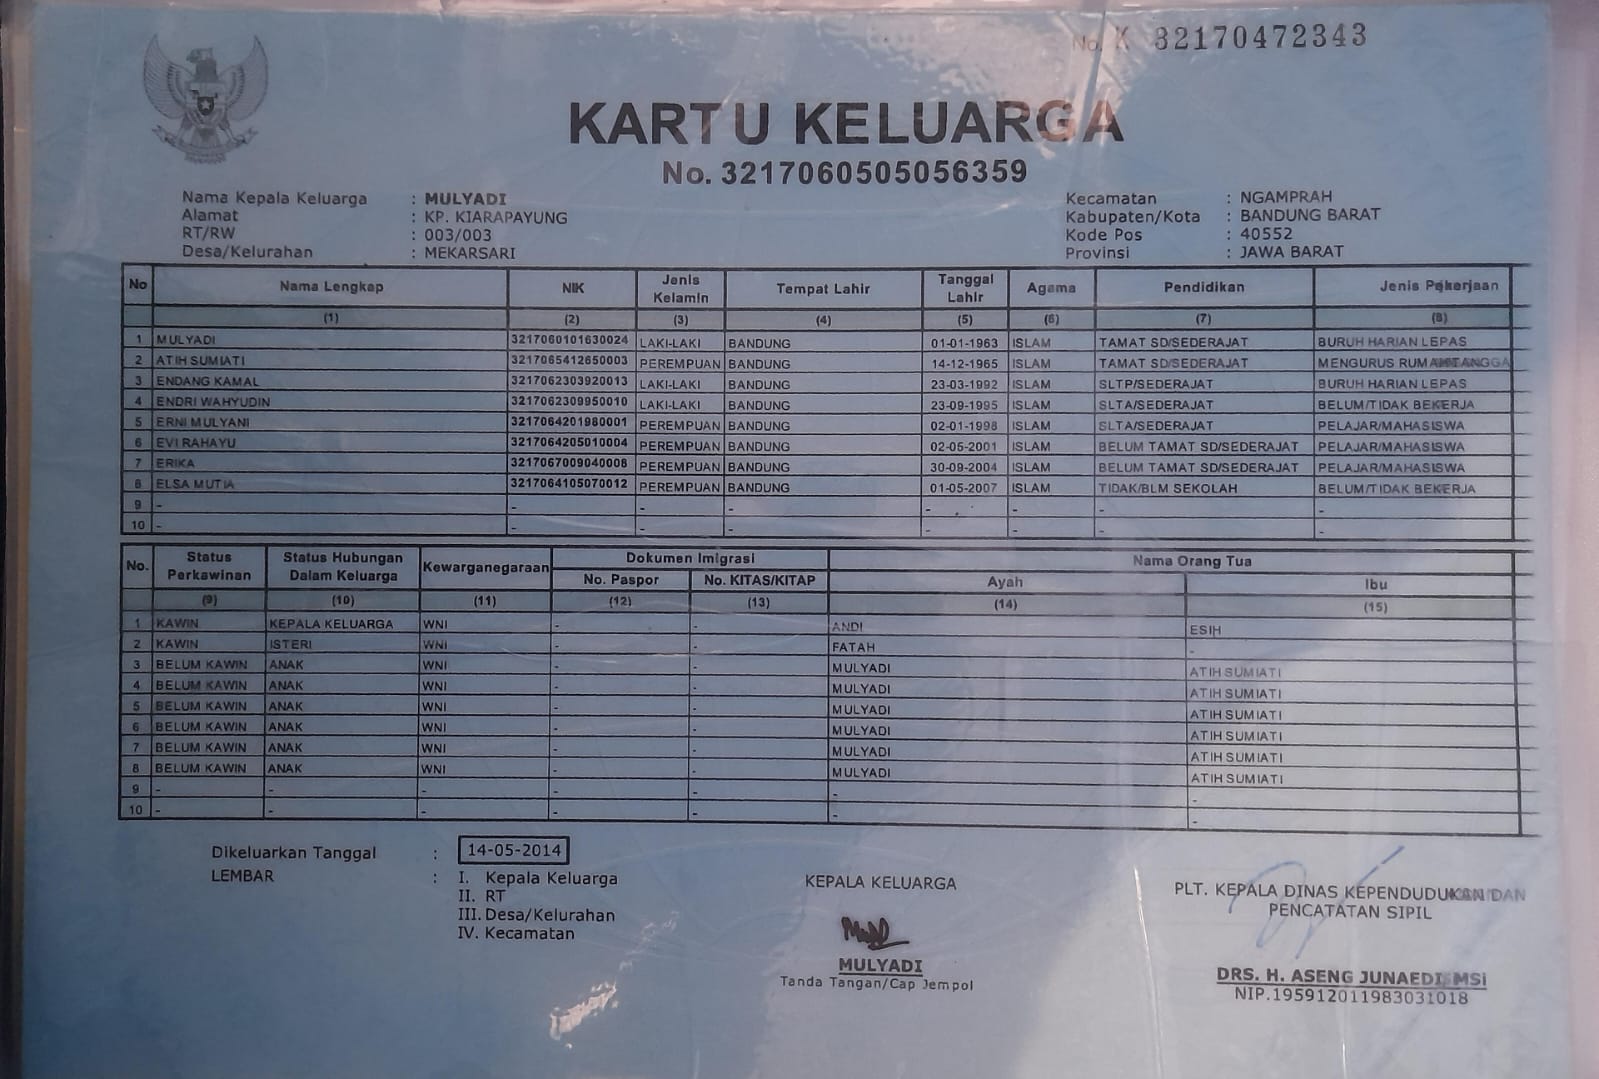 No. K 32170472343
KARTU KELUARGA
No. 3217060505056359
Nama Kepala Keluarga : MULYADI
Alamat : KP. KIARAPAYUNG
RT/RW : 003/003
Desa/Kelurahan : MEKARSARI
Kecamatan : NGAMPRAH
Kabupaten/Kota : BANDUNG BARAT
Kode Pos : 40552
Provinsi : JAWA BARAT
No Nama Lengkap NIK Jenis Kelamin Tempat Lahir Tanggal Lahir Agama Pendidikan Jenis Pekerjaan
(1) (2) (3) (4) (5) (6) (7) (8)
1 MULYADI 3217060101630024 LAKI-LAKI BANDUNG 01-01-1963 ISLAM TAMAT SD/SEDERAJAT BURUH HARIAN LEPAS
2 ATIH SUMIATI 3217065412650003 PEREMPUAN BANDUNG 14-12-1965 ISLAM TAMAT SD/SEDERAJAT MENGURUS RUMAH TANGGA
3 ENDANG KAMAL 3217062303920013 LAKI-LAKI BANDUNG 23-03-1992 ISLAM SLTP/SEDERAJAT BURUH HARIAN LEPAS
4 ENDRI WAHYUDIN 3217062309950010 LAKI-LAKI BANDUNG 23-09-1995 ISLAM SLTA/SEDERAJAT BELUM/TIDAK BEKERJA
5 ERNI MULYANI 3217064201980001 PEREMPUAN BANDUNG 02-01-1998 ISLAM SLTA/SEDERAJAT PELAJAR/MAHASISWA
6 EVI RAHAYU 3217064205010004 PEREMPUAN BANDUNG 02-05-2001 ISLAM BELUM TAMAT SD/SEDERAJAT PELAJAR/MAHASISWA
7 ERIKA 3217067009040008 PEREMPUAN BANDUNG 30-09-2004 ISLAM BELUM TAMAT SD/SEDERAJAT PELAJAR/MAHASISWA
8 ELSA MUTIA 3217064105070012 PEREMPUAN BANDUNG 01-05-2007 ISLAM TIDAK/BLM SEKOLAH BELUM/TIDAK BEKERJA
9 - - - - - - - -
10 - - - - - - - -
No. Status Perkawinan Status Hubungan Dalam Keluarga Kewarganegaraan Dokumen Imigrasi Nama Orang Tua
No. Paspor No. KITAS/KITAP Ayah Ibu
(9) (10) (11) (12) (13) (14) (15)
1 KAWIN KEPALA KELUARGA WNI - - ANDI ESIH
2 KAWIN ISTERI WNI - - FATAH -
3 BELUM KAWIN ANAK WNI - - MULYADI ATIH SUMIATI
4 BELUM KAWIN ANAK WNI - - MULYADI ATIH SUMIATI
5 BELUM KAWIN ANAK WNI - - MULYADI ATIH SUMIATI
6 BELUM KAWIN ANAK WNI - - MULYADI ATIH SUMIATI
7 BELUM KAWIN ANAK WNI - - MULYADI ATIH SUMIATI
8 BELUM KAWIN ANAK WNI - - MULYADI ATIH SUMIATI
9 - - - - - - -
10 - - - - - - -
Dikeluarkan Tanggal : 14-05-2014
LEMBAR : I. Kepala Keluarga
II. RT
III. Desa/Kelurahan
IV. Kecamatan
KEPALA KELUARGA
MULYADI
Tanda Tangan/Cap Jempol
PLT. KEPALA DINAS KEPENDUDUKAN DAN
PENCATATAN SIPIL
DRS. H. ASENG JUNAEDI, MSi
NIP.195912011983031018